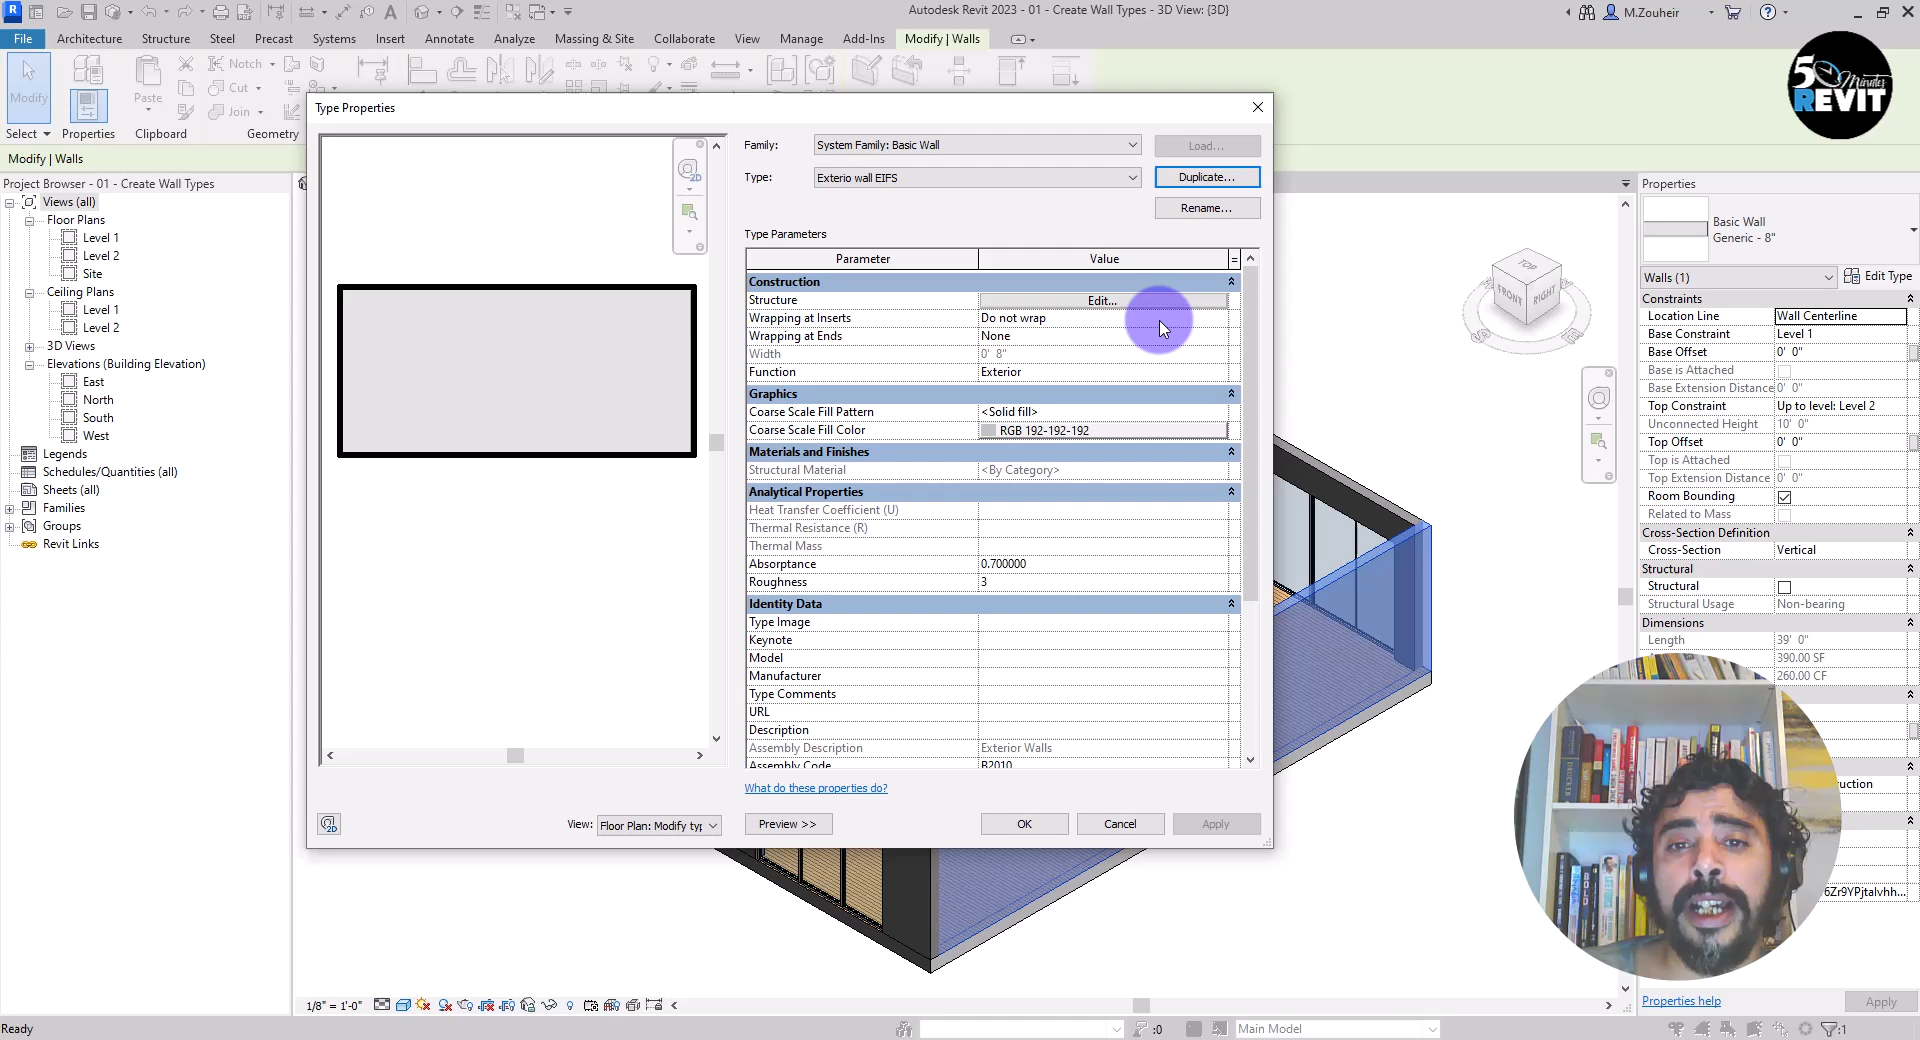 Autodesk Revit 2023 - 01 - Create Wall Types - 3D View: {3D}
M.Zouheir
File Architecture Structure Steel Precast Systems Insert Annotate Analyze Massing & Site Collaborate View Manage Add-Ins Modify | Walls
Modify
Paste
Notch
Cut
Join
Select Properties Clipboard Geometry
5 Minutes
REVIT
Modify | Walls
Project Browser - 01 - Create Wall Types
Views (all)
Floor Plans
Level 1
Level 2
Site
Ceiling Plans
Level 1
Level 2
3D Views
Elevations (Building Elevation)
East
North
South
West
Legends
Schedules/Quantities (all)
Sheets (all)
Families
Groups
Revit Links
Type Properties
2D
Family: System Family: Basic Wall Load...
Type: Exterio wall EIFS Duplicate...
Rename...
Type Parameters
Parameter Value =
Construction
Structure Edit...
Wrapping at Inserts Do not wrap
Wrapping at Ends None
Width 0' 8"
Function Exterior
Graphics
Coarse Scale Fill Pattern <Solid fill>
Coarse Scale Fill Color RGB 192-192-192
Materials and Finishes
Structural Material <By Category>
Analytical Properties
Heat Transfer Coefficient (U)
Thermal Resistance (R)
Thermal Mass
Absorptance 0.700000
Roughness 3
Identity Data
Type Image
Keynote
Model
Manufacturer
Type Comments
URL
Description
Assembly Description Exterior Walls
Assembly Code B2010
What do these properties do?
View: Floor Plan: Modify typ Preview >> OK Cancel Apply
TOP
FRONT
RIGHT
Properties
Basic Wall
Generic - 8"
Walls (1) Edit Type
Constraints
Location Line Wall Centerline
Base Constraint Level 1
Base Offset 0' 0"
Base is Attached
Base Extension Distance 0' 0"
Top Constraint Up to level: Level 2
Unconnected Height 10' 0"
Top Offset 0' 0"
Top is Attached
Top Extension Distance 0' 0"
Room Bounding
Related to Mass
Cross-Section Definition
Cross-Section Vertical
Structural
Structural
Structural Usage Non-bearing
Dimensions
Length 39' 0"
390.00 SF
260.00 CF
uction
6Zr9YPjtalvhh...
Properties help Apply
1/8" = 1'-0"
Ready
:0
Main Model
:1